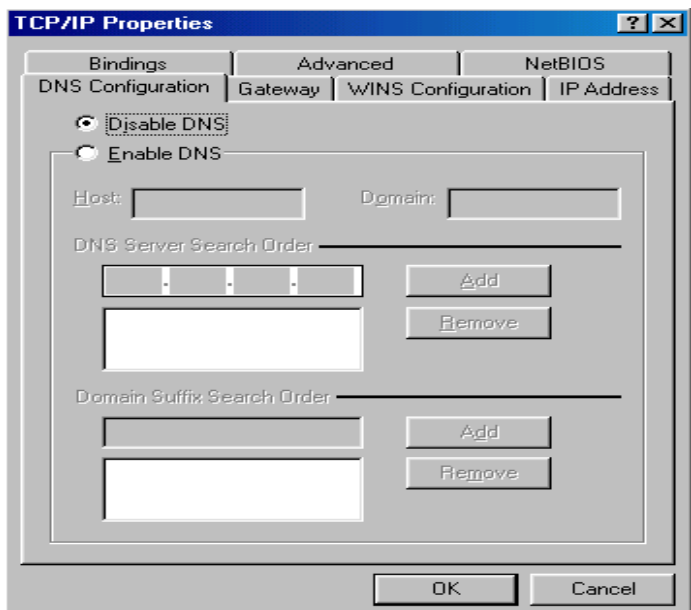 TCP/IP Properties
Bindings Advanced NetBIOS
DNS Configuration Gateway WINS Configuration IP Address
Disable DNS
Enable DNS
Host: Domain:
DNS Server Search Order
. . . Add
Remove
Domain Suffix Search Order
Add
Remove
OK Cancel